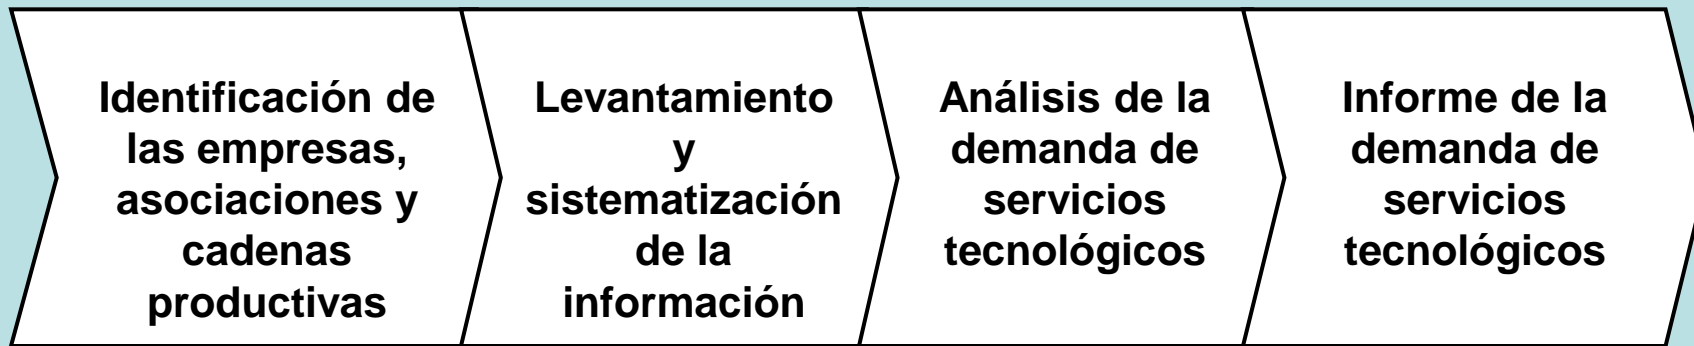 Identificación de
las empresas,
asociaciones y
cadenas
productivas
Levantamiento
y
sistematización
de la
información
Análisis de la
demanda de
servicios
tecnológicos
Informe de la
demanda de
servicios
tecnológicos